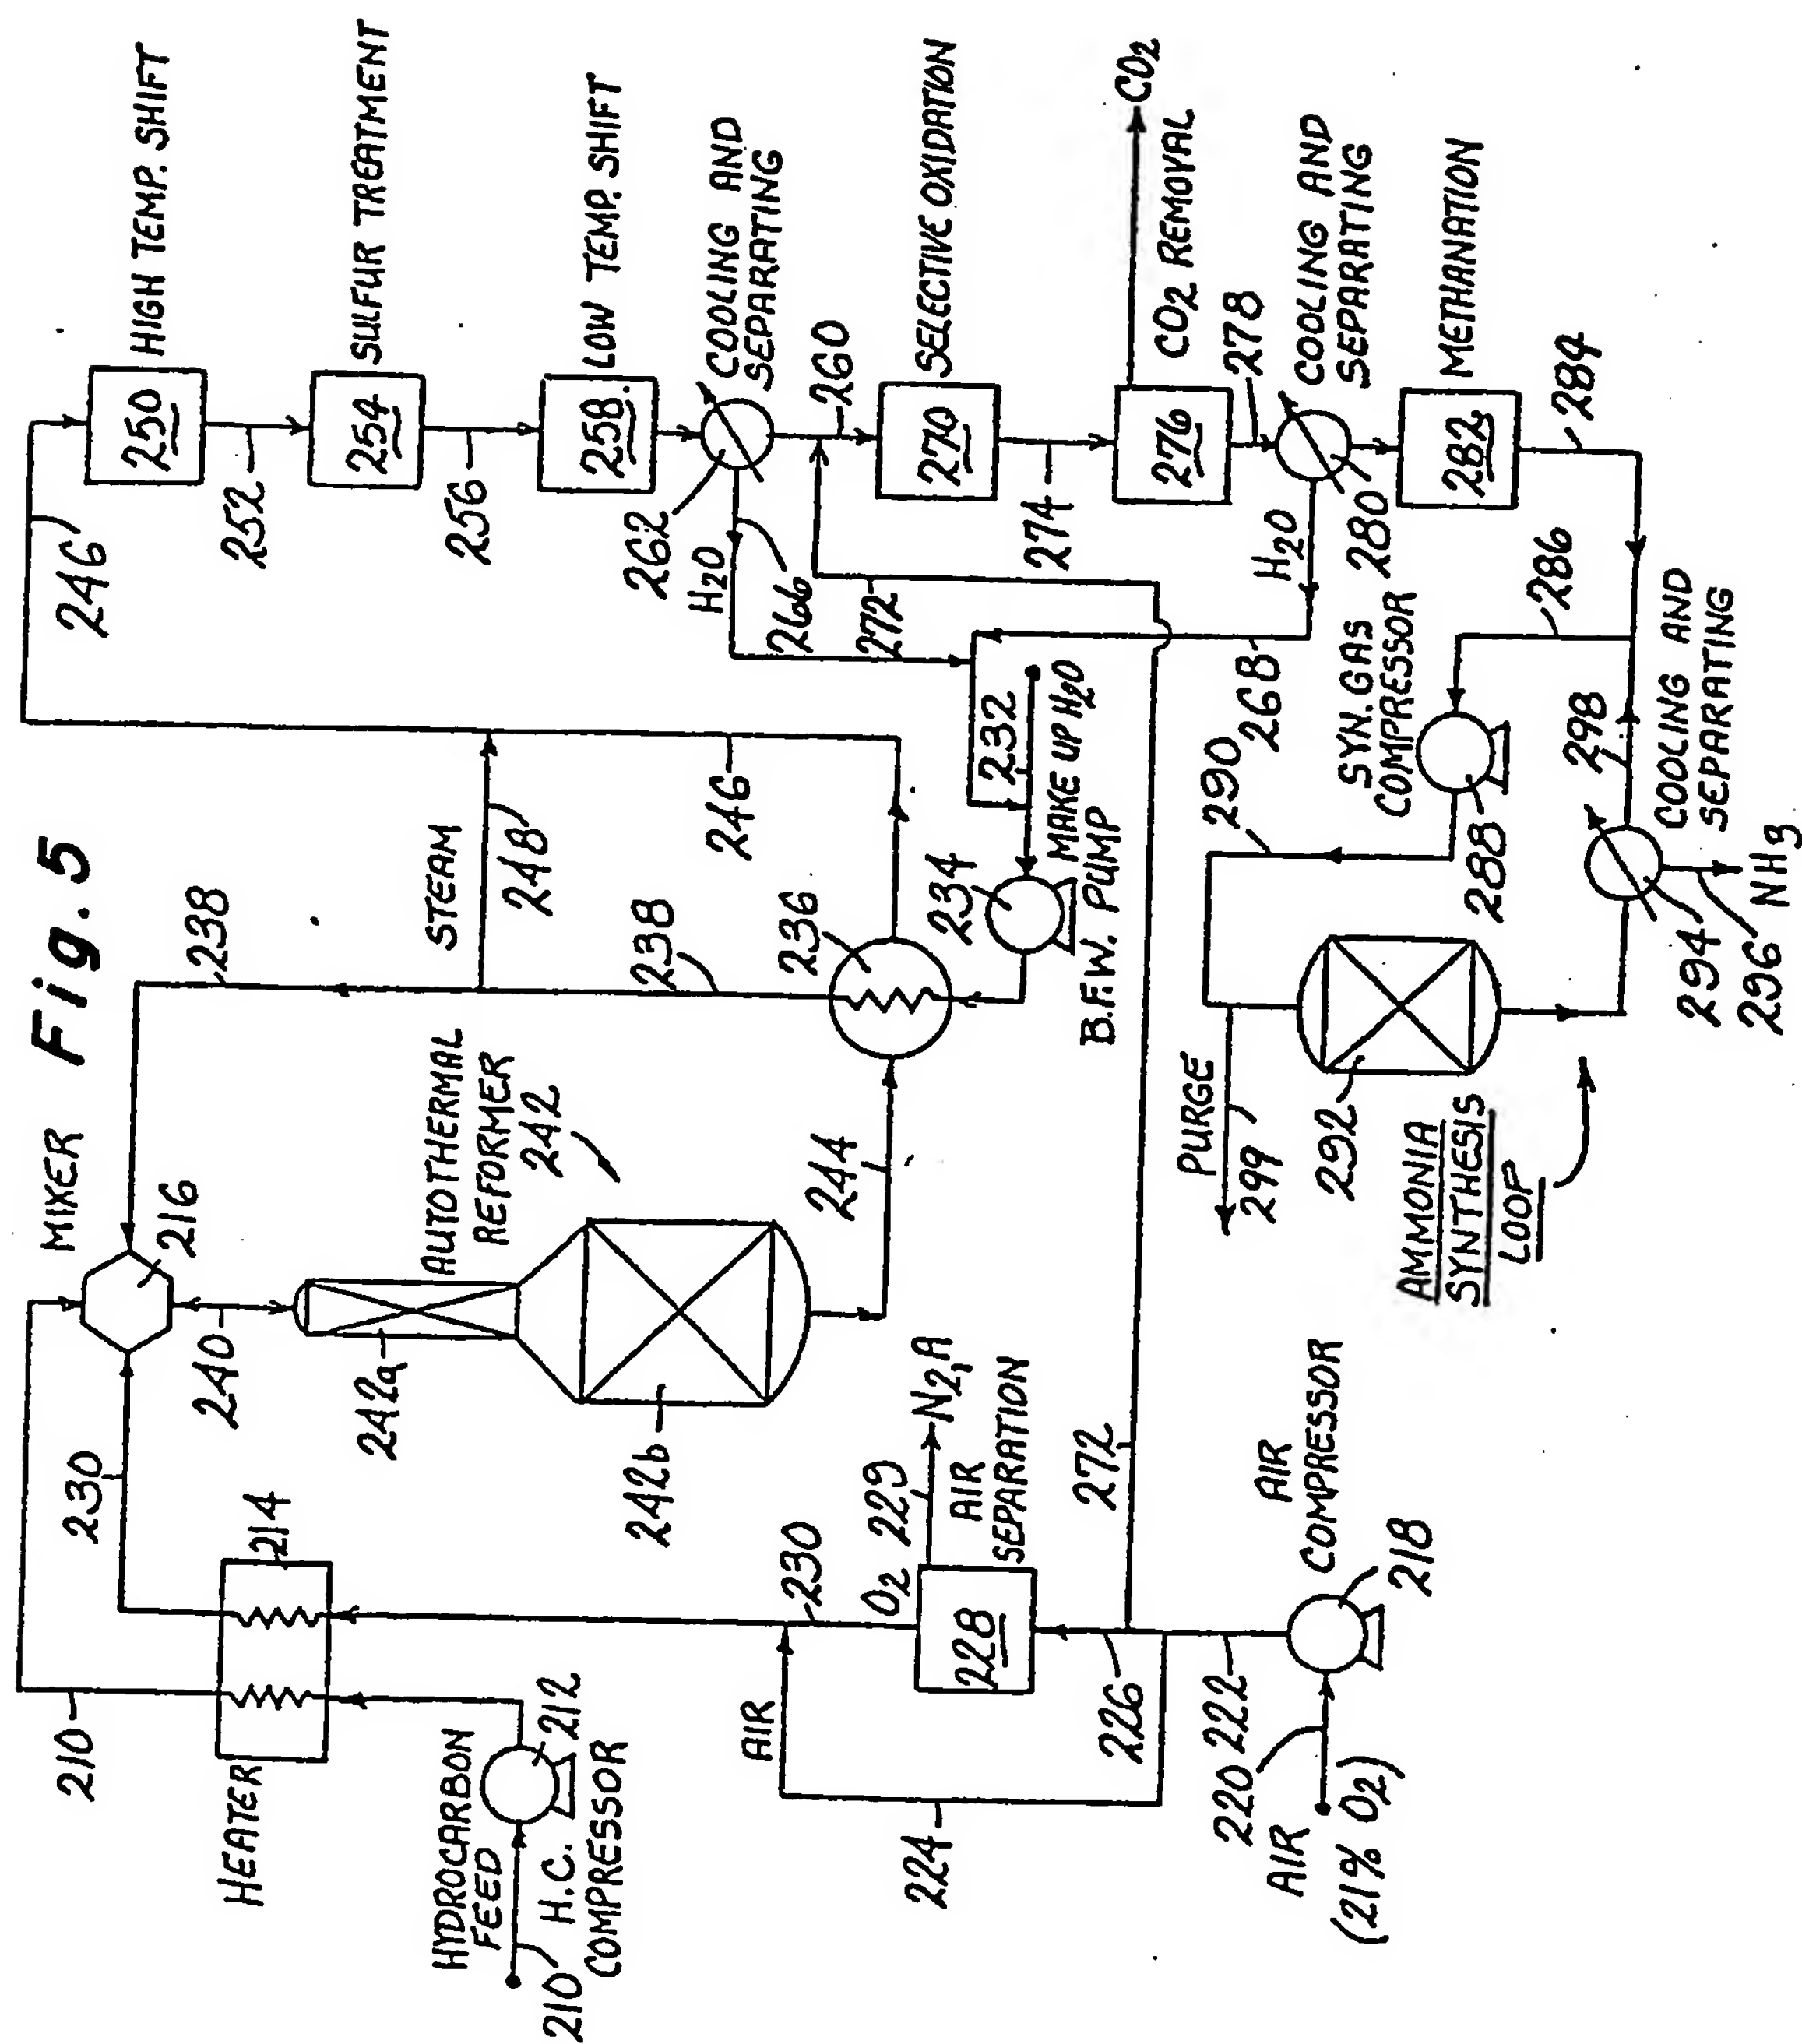 Fig. 5
210
HYDROCARBON
FEED
210
H.C.
COMPRESSOR
212
HEATER
214
230
MIXER
216
240
238
STEAM
248
238
236
246
246
AUTOTHERMAL
REFORMER
242
242a
242b
244
AIR
224
230
O2
229
N2,A
AIR
SEPARATION
228
226
222
220
AIR
(21% O2)
AIR
COMPRESSOR
218
272
234
232
MAKE UP H2O
B.F.W. PUMP
250
HIGH TEMP. SHIFT
252
254
SULFUR TREATMENT
256
258
LOW TEMP. SHIFT
262
COOLING AND
SEPARATING
H2O
266
260
272
270
SELECTIVE OXIDATION
274
276
CO2
CO2 REMOVAL
278
COOLING AND
SEPARATING
H2O
268
280
282
METHANATION
284
286
SYN. GAS
COMPRESSOR
288
290
PURGE
299
292
AMMONIA
SYNTHESIS
LOOP
298
COOLING AND
SEPARATING
294
296
NH3